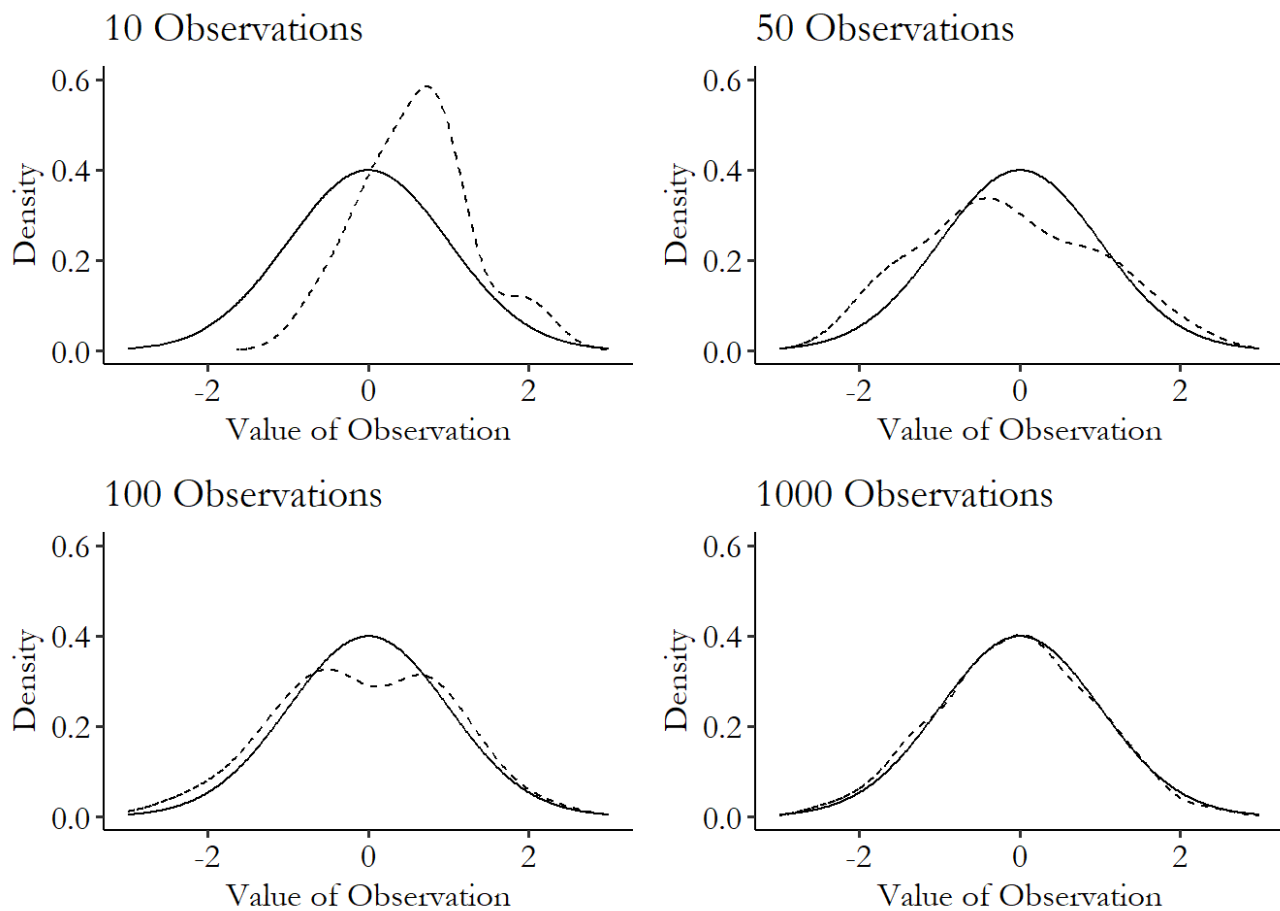 10 Observations
0.6
0.4
0.2
0.0
Density
-2 0 2
Value of Observation
50 Observations
0.6
0.4
0.2
0.0
Density
-2 0 2
Value of Observation
100 Observations
0.6
0.4
0.2
0.0
Density
-2 0 2
Value of Observation
1000 Observations
0.6
0.4
0.2
0.0
Density
-2 0 2
Value of Observation